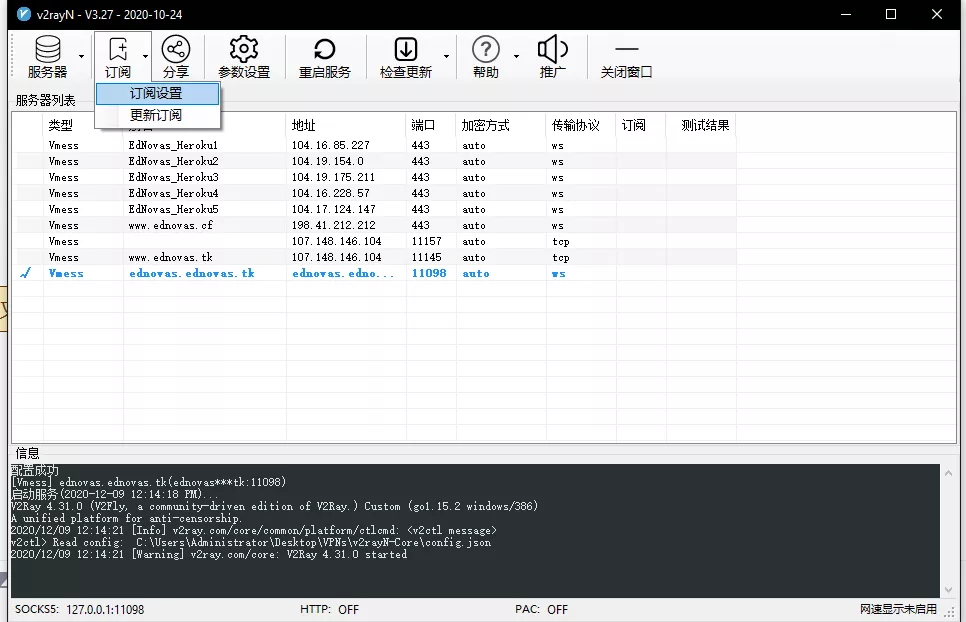 v2rayN - V3.27 - 2020-10-24
服务器 订阅 分享 参数设置 重启服务 检查更新 帮助 推广 关闭窗口
订阅设置
更新订阅
服务器列表
类型 地址 端口 加密方式 传输协议 订阅 测试结果
Vmess EdNovas_Heroku1 104.16.85.227 443 auto ws
Vmess EdNovas_Heroku2 104.19.154.0 443 auto ws
Vmess EdNovas_Heroku3 104.19.175.211 443 auto ws
Vmess EdNovas_Heroku4 104.16.228.57 443 auto ws
Vmess EdNovas_Heroku5 104.17.124.147 443 auto ws
Vmess www.ednovas.cf 198.41.212.212 443 auto ws
Vmess 107.148.146.104 11157 auto tcp
Vmess www.ednovas.tk 107.148.146.104 11145 auto tcp
✓ Vmess ednovas.ednovas.tk ednovas.edno... 11098 auto ws
信息
配置成功
[Vmess] ednovas.ednovas.tk(ednovas***tk:11098)
启动服务(2020-12-09 12:14:18 PM)...
V2Ray 4.31.0 (V2Fly, a community-driven edition of V2Ray.) Custom (go1.15.2 windows/386)
A unified platform for anti-censorship.
2020/12/09 12:14:21 [Info] v2ray.com/core/common/platform/ctlcmd: <v2ctl message>
v2ctl> Read config: C:\Users\Administrator\Desktop\VPNs\v2rayN-Core\config.json
2020/12/09 12:14:21 [Warning] v2ray.com/core: V2Ray 4.31.0 started
SOCKS5: 127.0.0.1:11098 HTTP: OFF PAC: OFF 网速显示未启用